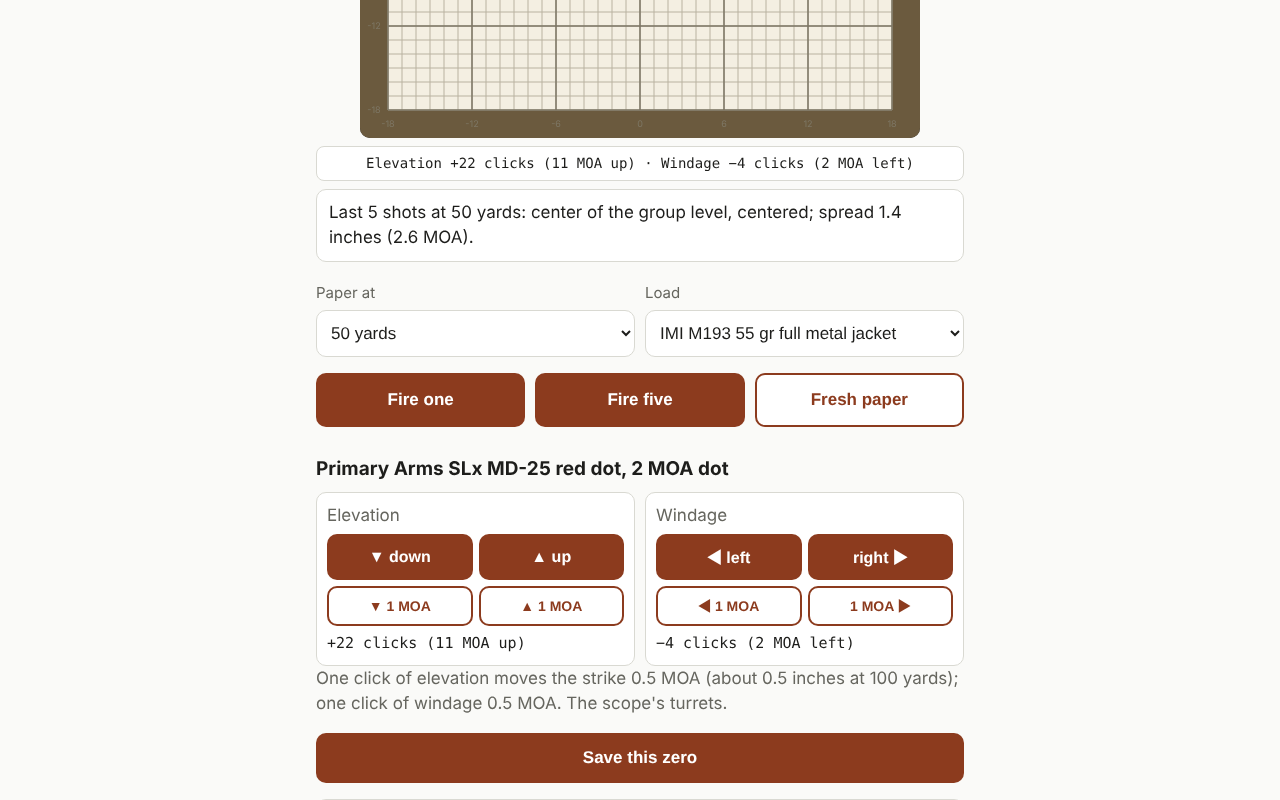 -12
-18
-18 -12 -6 0 6 12 18
Elevation +22 clicks (11 MOA up) · Windage −4 clicks (2 MOA left)
Last 5 shots at 50 yards: center of the group level, centered; spread 1.4
inches (2.6 MOA).
Paper at Load
50 yards IMI M193 55 gr full metal jacket
Fire one Fire five Fresh paper
Primary Arms SLx MD-25 red dot, 2 MOA dot
Elevation Windage
▼ down ▲ up ◀ left right ▶
▼ 1 MOA ▲ 1 MOA ◀ 1 MOA 1 MOA ▶
+22 clicks (11 MOA up) −4 clicks (2 MOA left)
One click of elevation moves the strike 0.5 MOA (about 0.5 inches at 100 yards);
one click of windage 0.5 MOA. The scope's turrets.
Save this zero